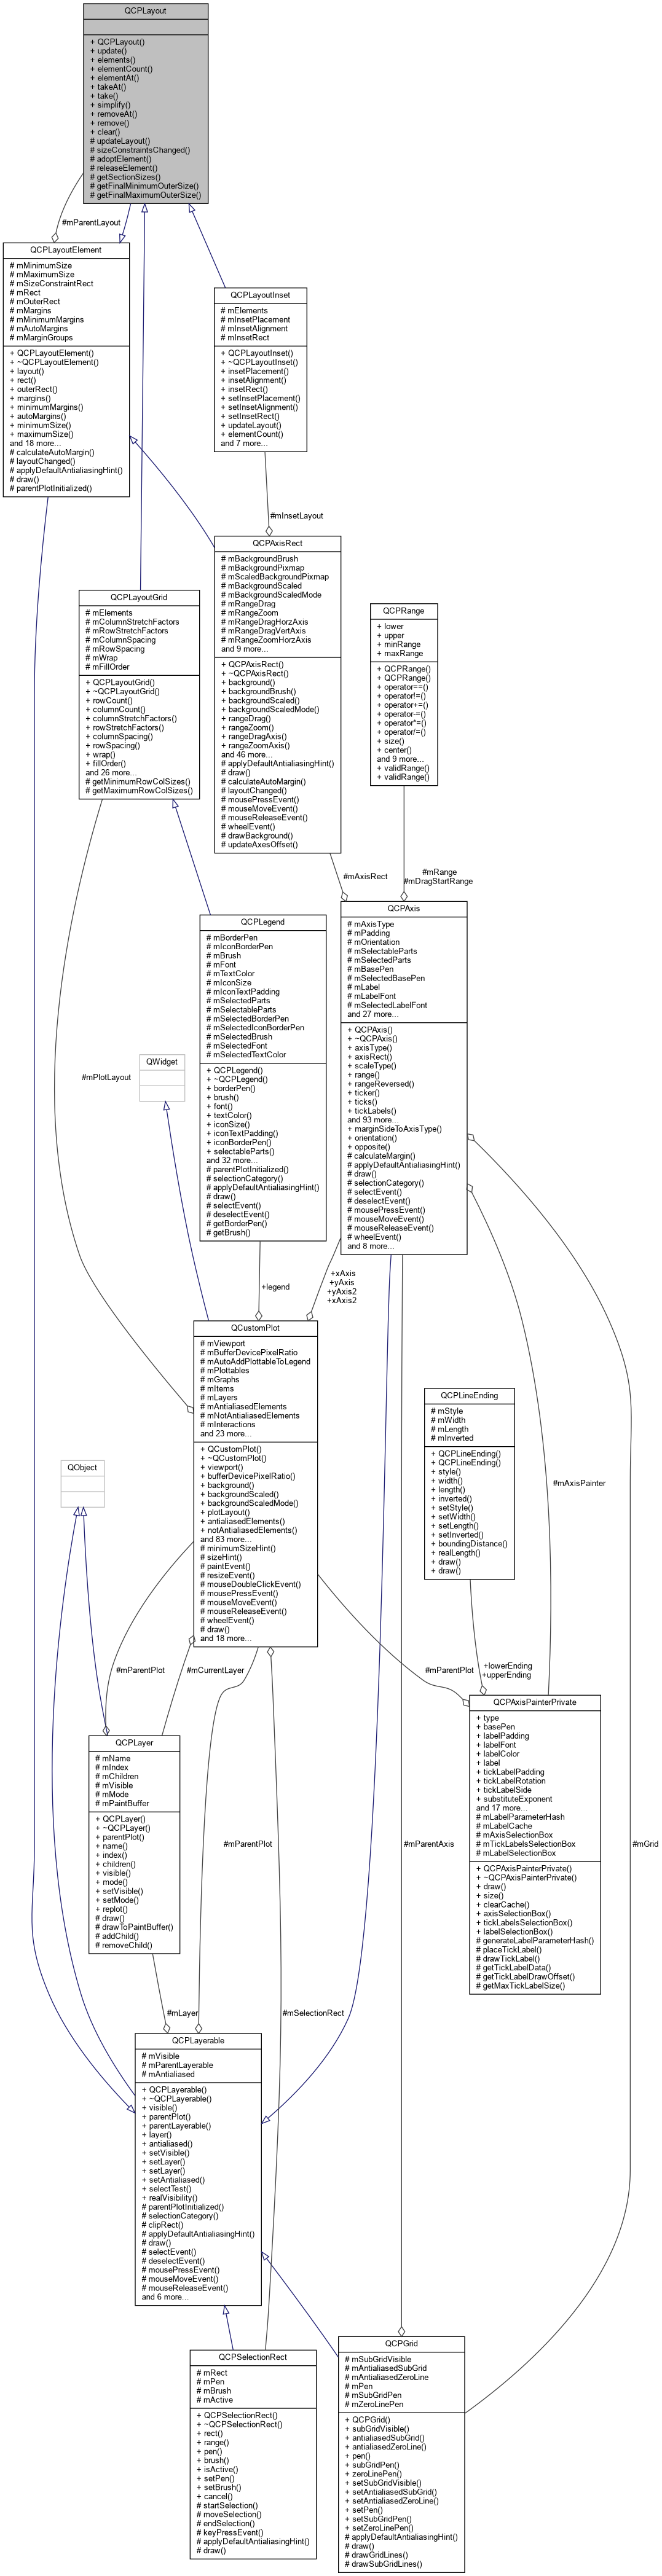 QCPLayout
+ QCPLayout()
+ update()
+ elements()
+ elementCount()
+ elementAt()
+ takeAt()
+ take()
+ simplify()
+ removeAt()
+ remove()
+ clear()
# updateLayout()
# sizeConstraintsChanged()
# adoptElement()
# releaseElement()
# getSectionSizes()
# getFinalMinimumOuterSize()
# getFinalMaximumOuterSize()
#mParentLayout
QCPLayoutElement
# mMinimumSize
# mMaximumSize
# mSizeConstraintRect
# mRect
# mOuterRect
# mMargins
# mMinimumMargins
# mAutoMargins
# mMarginGroups
+ QCPLayoutElement()
+ ~QCPLayoutElement()
+ layout()
+ rect()
+ outerRect()
+ margins()
+ minimumMargins()
+ autoMargins()
+ minimumSize()
+ maximumSize()
and 18 more...
# calculateAutoMargin()
# layoutChanged()
# applyDefaultAntialiasingHint()
# draw()
# parentPlotInitialized()
QCPLayoutInset
# mElements
# mInsetPlacement
# mInsetAlignment
# mInsetRect
+ QCPLayoutInset()
+ ~QCPLayoutInset()
+ insetPlacement()
+ insetAlignment()
+ insetRect()
+ setInsetPlacement()
+ setInsetAlignment()
+ setInsetRect()
+ updateLayout()
+ elementCount()
and 7 more...
#mInsetLayout
QCPAxisRect
# mBackgroundBrush
# mBackgroundPixmap
# mScaledBackgroundPixmap
# mBackgroundScaled
# mBackgroundScaledMode
# mRangeDrag
# mRangeZoom
# mRangeDragHorzAxis
# mRangeDragVertAxis
# mRangeZoomHorzAxis
and 9 more...
+ QCPAxisRect()
+ ~QCPAxisRect()
+ background()
+ backgroundBrush()
+ backgroundScaled()
+ backgroundScaledMode()
+ rangeDrag()
+ rangeZoom()
+ rangeDragAxis()
+ rangeZoomAxis()
and 46 more...
# applyDefaultAntialiasingHint()
# draw()
# calculateAutoMargin()
# layoutChanged()
# mousePressEvent()
# mouseMoveEvent()
# mouseReleaseEvent()
# wheelEvent()
# drawBackground()
# updateAxesOffset()
QCPLayoutGrid
# mElements
# mColumnStretchFactors
# mRowStretchFactors
# mColumnSpacing
# mRowSpacing
# mWrap
# mFillOrder
+ QCPLayoutGrid()
+ ~QCPLayoutGrid()
+ rowCount()
+ columnCount()
+ columnStretchFactors()
+ rowStretchFactors()
+ columnSpacing()
+ rowSpacing()
+ wrap()
+ fillOrder()
and 26 more...
# getMinimumRowColSizes()
# getMaximumRowColSizes()
QCPRange
+ lower
+ upper
+ minRange
+ maxRange
+ QCPRange()
+ QCPRange()
+ operator==()
+ operator!=()
+ operator+=()
+ operator-=()
+ operator*=()
+ operator/=()
+ size()
+ center()
and 9 more...
+ validRange()
+ validRange()
#mAxisRect
#mRange
#mDragStartRange
QCPAxis
# mAxisType
# mPadding
# mOrientation
# mSelectableParts
# mSelectedParts
# mBasePen
# mSelectedBasePen
# mLabel
# mLabelFont
# mSelectedLabelFont
and 27 more...
+ QCPAxis()
+ ~QCPAxis()
+ axisType()
+ axisRect()
+ scaleType()
+ range()
+ rangeReversed()
+ ticker()
+ ticks()
+ tickLabels()
and 93 more...
+ marginSideToAxisType()
+ orientation()
+ opposite()
# calculateMargin()
# applyDefaultAntialiasingHint()
# draw()
# selectionCategory()
# selectEvent()
# deselectEvent()
# mousePressEvent()
# mouseMoveEvent()
# mouseReleaseEvent()
# wheelEvent()
and 8 more...
QCPLegend
# mBorderPen
# mIconBorderPen
# mBrush
# mFont
# mTextColor
# mIconSize
# mIconTextPadding
# mSelectedParts
# mSelectableParts
# mSelectedBorderPen
# mSelectedIconBorderPen
# mSelectedBrush
# mSelectedFont
# mSelectedTextColor
+ QCPLegend()
+ ~QCPLegend()
+ borderPen()
+ brush()
+ font()
+ textColor()
+ iconSize()
+ iconTextPadding()
+ iconBorderPen()
+ selectableParts()
and 32 more...
# parentPlotInitialized()
# selectionCategory()
# applyDefaultAntialiasingHint()
# draw()
# selectEvent()
# deselectEvent()
# getBorderPen()
# getBrush()
QWidget
#mPlotLayout
+legend
+xAxis
+yAxis
+yAxis2
+xAxis2
QCustomPlot
# mViewport
# mBufferDevicePixelRatio
# mAutoAddPlottableToLegend
# mPlottables
# mGraphs
# mItems
# mLayers
# mAntialiasedElements
# mNotAntialiasedElements
# mInteractions
and 23 more...
+ QCustomPlot()
+ ~QCustomPlot()
+ viewport()
+ bufferDevicePixelRatio()
+ background()
+ backgroundScaled()
+ backgroundScaledMode()
+ plotLayout()
+ antialiasedElements()
+ notAntialiasedElements()
and 83 more...
# minimumSizeHint()
# sizeHint()
# paintEvent()
# resizeEvent()
# mouseDoubleClickEvent()
# mousePressEvent()
# mouseMoveEvent()
# mouseReleaseEvent()
# wheelEvent()
# draw()
and 18 more...
QCPLineEnding
# mStyle
# mWidth
# mLength
# mInverted
+ QCPLineEnding()
+ QCPLineEnding()
+ style()
+ width()
+ length()
+ inverted()
+ setStyle()
+ setWidth()
+ setLength()
+ setInverted()
+ boundingDistance()
+ realLength()
+ draw()
+ draw()
#mAxisPainter
QObject
#mParentPlot
#mCurrentLayer
#mParentPlot
+lowerEnding
+upperEnding
QCPAxisPainterPrivate
+ type
+ basePen
+ labelPadding
+ labelFont
+ labelColor
+ label
+ tickLabelPadding
+ tickLabelRotation
+ tickLabelSide
+ substituteExponent
and 17 more...
# mLabelParameterHash
# mLabelCache
# mAxisSelectionBox
# mTickLabelsSelectionBox
# mLabelSelectionBox
+ QCPAxisPainterPrivate()
+ ~QCPAxisPainterPrivate()
+ draw()
+ size()
+ clearCache()
+ axisSelectionBox()
+ tickLabelsSelectionBox()
+ labelSelectionBox()
# generateLabelParameterHash()
# placeTickLabel()
# drawTickLabel()
# getTickLabelData()
# getTickLabelDrawOffset()
# getMaxTickLabelSize()
QCPLayer
# mName
# mIndex
# mChildren
# mVisible
# mMode
# mPaintBuffer
+ QCPLayer()
+ ~QCPLayer()
+ parentPlot()
+ name()
+ index()
+ children()
+ visible()
+ mode()
+ setVisible()
+ setMode()
+ replot()
# draw()
# drawToPaintBuffer()
# addChild()
# removeChild()
#mParentPlot
#mParentAxis
#mGrid
#mLayer
#mSelectionRect
QCPLayerable
# mVisible
# mParentLayerable
# mAntialiased
+ QCPLayerable()
+ ~QCPLayerable()
+ visible()
+ parentPlot()
+ parentLayerable()
+ layer()
+ antialiased()
+ setVisible()
+ setLayer()
+ setLayer()
+ setAntialiased()
+ selectTest()
+ realVisibility()
# parentPlotInitialized()
# selectionCategory()
# clipRect()
# applyDefaultAntialiasingHint()
# draw()
# selectEvent()
# deselectEvent()
# mousePressEvent()
# mouseMoveEvent()
# mouseReleaseEvent()
and 6 more...
QCPSelectionRect
# mRect
# mPen
# mBrush
# mActive
+ QCPSelectionRect()
+ ~QCPSelectionRect()
+ rect()
+ range()
+ pen()
+ brush()
+ isActive()
+ setPen()
+ setBrush()
+ cancel()
# startSelection()
# moveSelection()
# endSelection()
# keyPressEvent()
# applyDefaultAntialiasingHint()
# draw()
QCPGrid
# mSubGridVisible
# mAntialiasedSubGrid
# mAntialiasedZeroLine
# mPen
# mSubGridPen
# mZeroLinePen
+ QCPGrid()
+ subGridVisible()
+ antialiasedSubGrid()
+ antialiasedZeroLine()
+ pen()
+ subGridPen()
+ zeroLinePen()
+ setSubGridVisible()
+ setAntialiasedSubGrid()
+ setAntialiasedZeroLine()
+ setPen()
+ setSubGridPen()
+ setZeroLinePen()
# applyDefaultAntialiasingHint()
# draw()
# drawGridLines()
# drawSubGridLines()